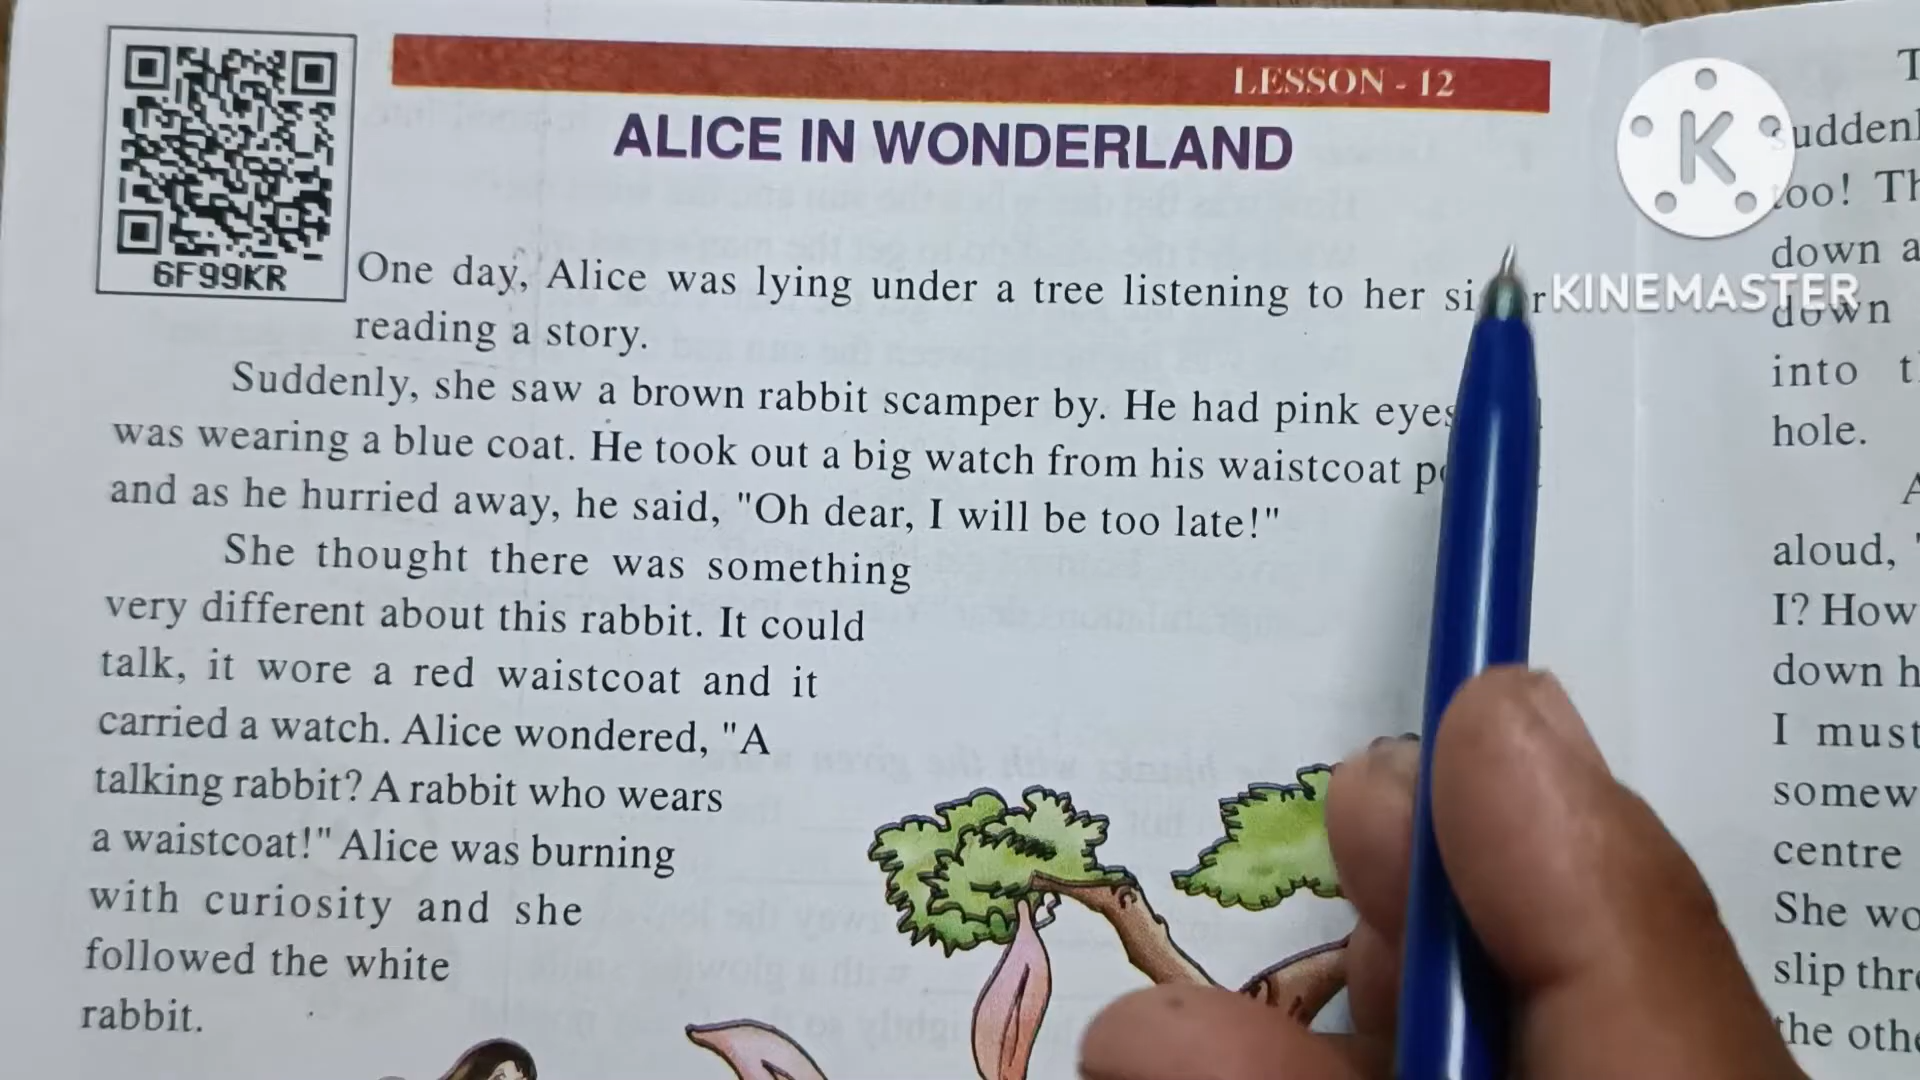 LESSON - 12
ALICE IN WONDERLAND
6F99KR
One day, Alice was lying under a tree listening to her
reading a story.
Suddenly, she saw a brown rabbit scamper by. He had pink eyes
was wearing a blue coat. He took out a big watch from his waistcoat
and as he hurried away, he said, "Oh dear, I will be too late!"
She thought there was something
very different about this rabbit. It could
talk, it wore a red waistcoat and it
carried a watch. Alice wondered, "A
talking rabbit? A rabbit who wears
a waistcoat!" Alice was burning
with curiosity and she
followed the white
rabbit.
K
KINEMASTER
too!
down
down
into
hole.
aloud,
I? How
down
I must
centre
She
slip
the